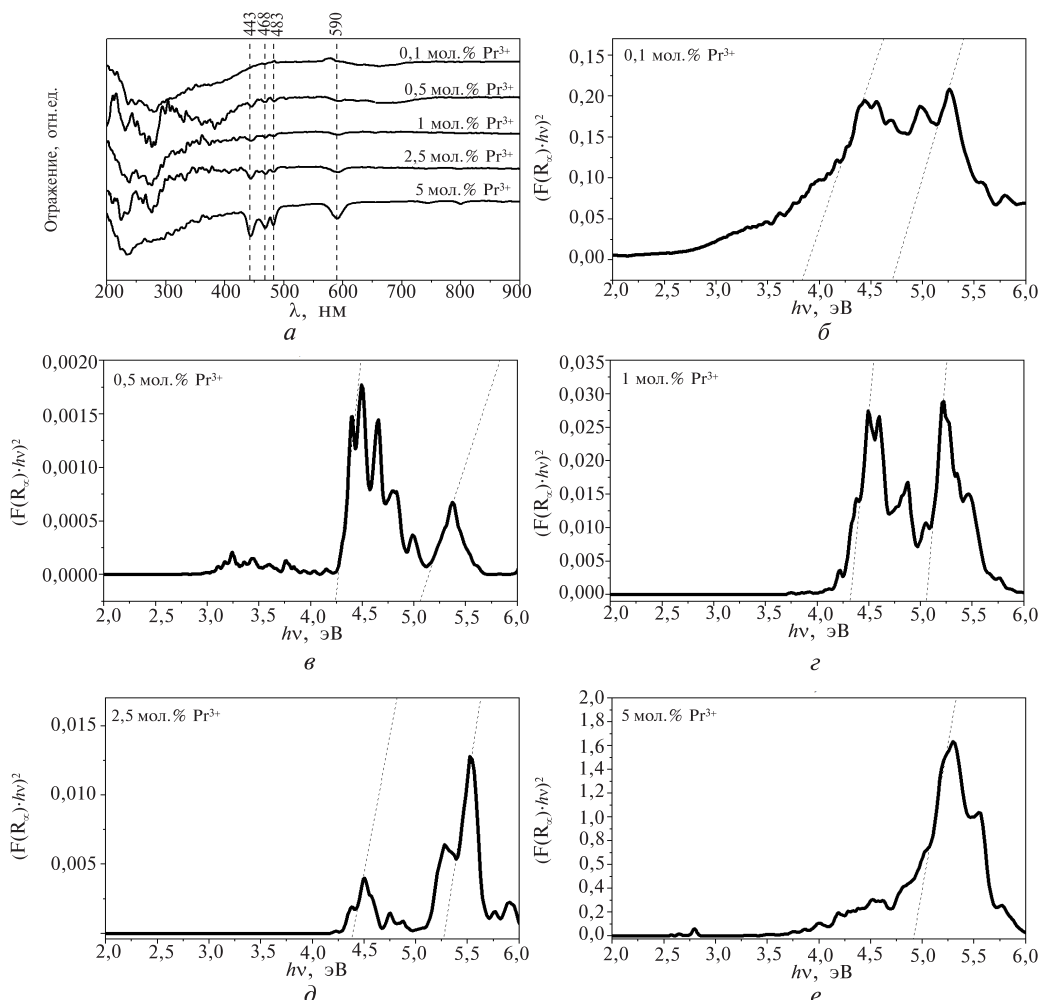 443 468 483 590
0,1 мол.% Pr³⁺
0,5 мол.% Pr³⁺
1 мол.% Pr³⁺
2,5 мол.% Pr³⁺
5 мол.% Pr³⁺
Отражение, отн.ед.
200 300 400 500 600 700 800 900
λ, нм
а
0,1 мол.% Pr³⁺
(F(R∞)·hν)²
0,20
0,15
0,10
0,05
0,00
2,0 2,5 3,0 3,5 4,0 4,5 5,0 5,5 6,0
hν, эВ
б
0,5 мол.% Pr³⁺
(F(R∞)·hν)²
0,0020
0,0015
0,0010
0,0005
0,0000
2,0 2,5 3,0 3,5 4,0 4,5 5,0 5,5 6,0
hν, эВ
в
1 мол.% Pr³⁺
(F(R∞)·hν)²
0,035
0,030
0,025
0,020
0,015
0,010
0,005
0,000
2,0 2,5 3,0 3,5 4,0 4,5 5,0 5,5 6,0
hν, эВ
г
2,5 мол.% Pr³⁺
(F(R∞)·hν)²
0,015
0,010
0,005
2,0 2,5 3,0 3,5 4,0 4,5 5,0 5,5 6,0
hν, эВ
д
5 мол.% Pr³⁺
(F(R∞)·hν)²
2,0
1,8
1,6
1,4
1,2
1,0
0,8
0,5
0,4
0,2
0,0
2,0 2,5 3,0 3,5 4,0 4,5 5,0 5,5 6,0
hν, эВ
е